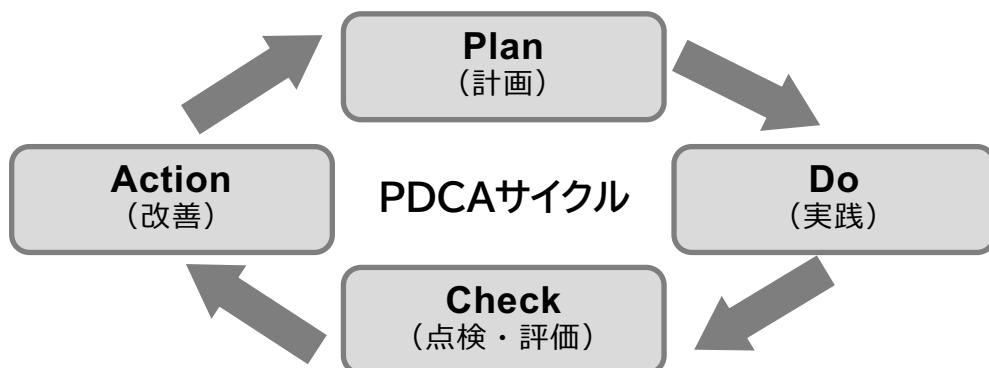 Plan
（計画）
Action
（改善）
PDCAサイクル
Do
（実践）
Check
（点検・評価）